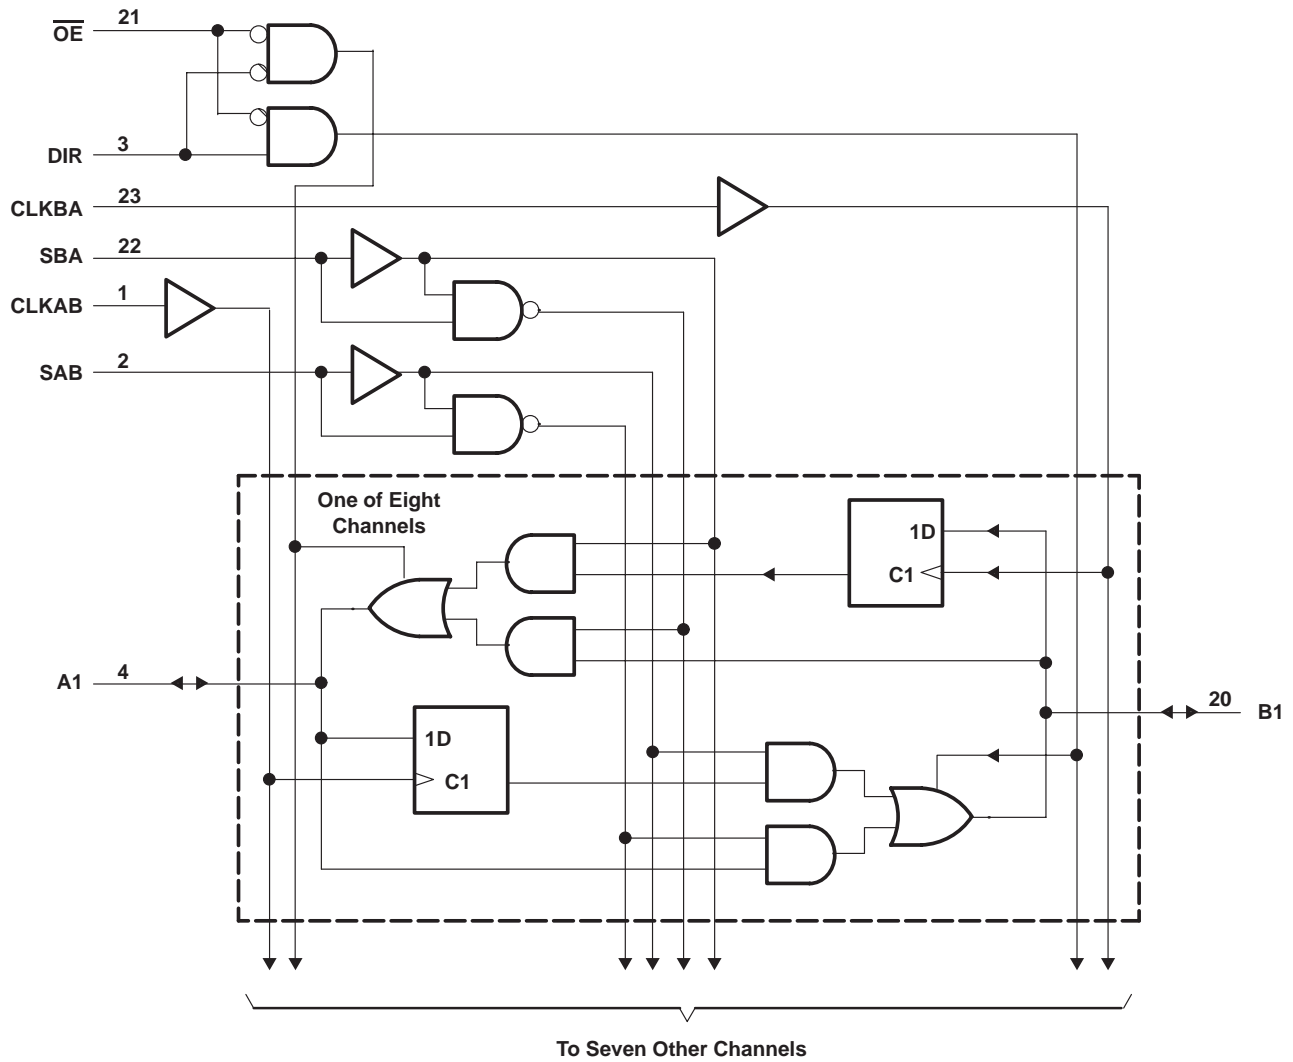 OE 21
DIR 3
CLKBA 23
SBA 22
CLKAB 1
SAB 2
One of Eight
Channels
1D
C1
A1 4
20 B1
1D
C1
To Seven Other Channels